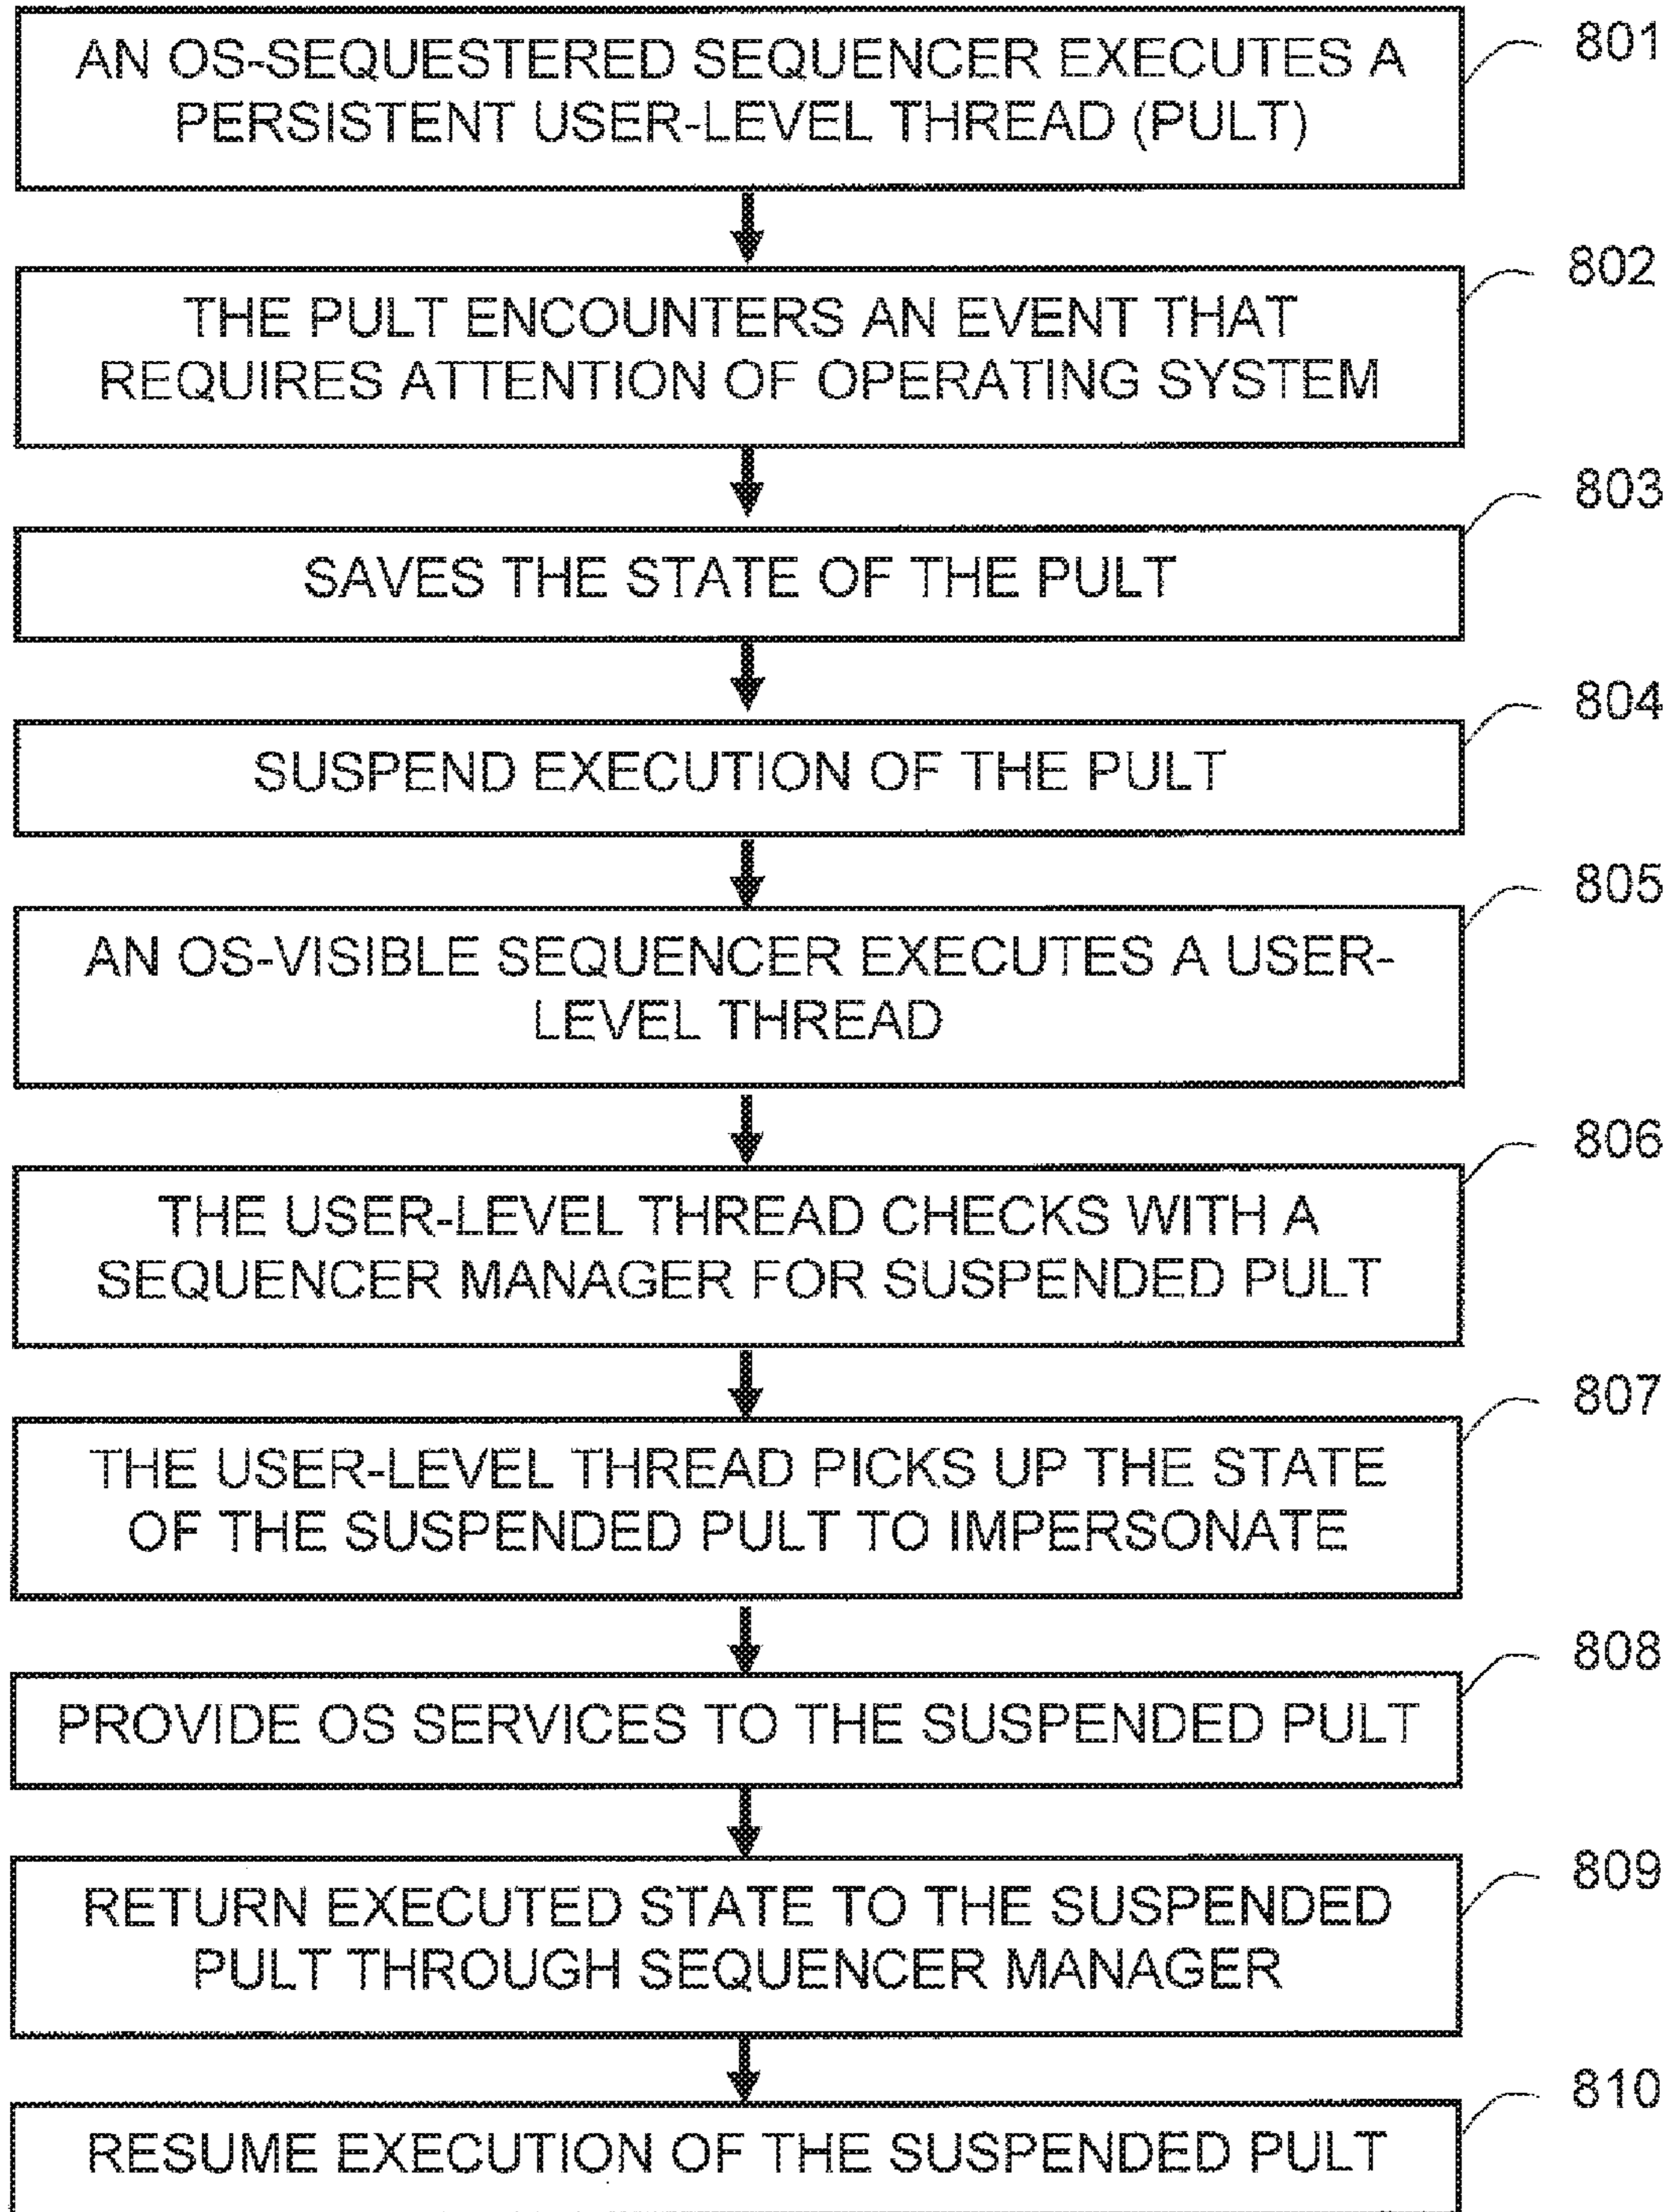 801
AN OS-SEQUESTERED SEQUENCER EXECUTES A
PERSISTENT USER-LEVEL THREAD (PULT)
802
THE PULT ENCOUNTERS AN EVENT THAT
REQUIRES ATTENTION OF OPERATING SYSTEM
803
SAVES THE STATE OF THE PULT
804
SUSPEND EXECUTION OF THE PULT
805
AN OS-VISIBLE SEQUENCER EXECUTES A USER-
LEVEL THREAD
806
THE USER-LEVEL THREAD CHECKS WITH A
SEQUENCER MANAGER FOR SUSPENDED PULT
807
THE USER-LEVEL THREAD PICKS UP THE STATE
OF THE SUSPENDED PULT TO IMPERSONATE
808
PROVIDE OS SERVICES TO THE SUSPENDED PULT
809
RETURN EXECUTED STATE TO THE SUSPENDED
PULT THROUGH SEQUENCER MANAGER
810
RESUME EXECUTION OF THE SUSPENDED PULT